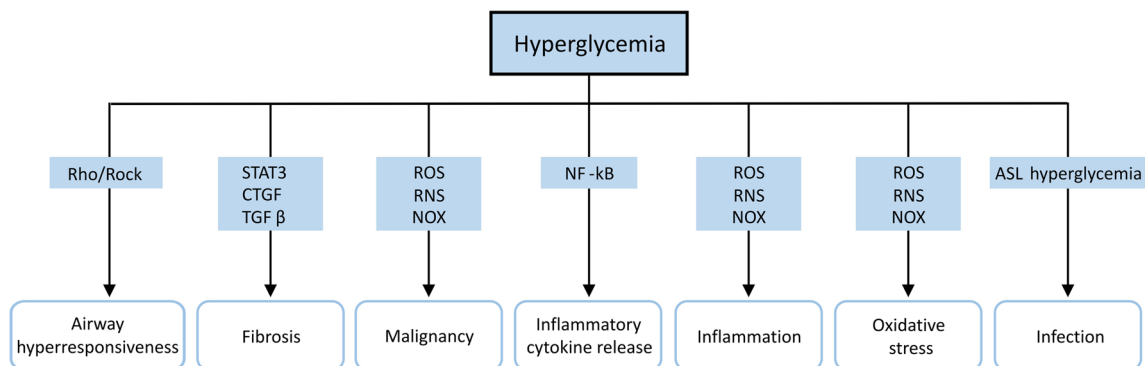 Hyperglycemia
Rho/Rock
STAT3
CTGF
TGF β
ROS
RNS
NOX
NF -kB
ROS
RNS
NOX
ROS
RNS
NOX
ASL hyperglycemia
Airway
hyperresponsiveness
Fibrosis
Malignancy
Inflammatory
cytokine release
Inflammation
Oxidative
stress
Infection